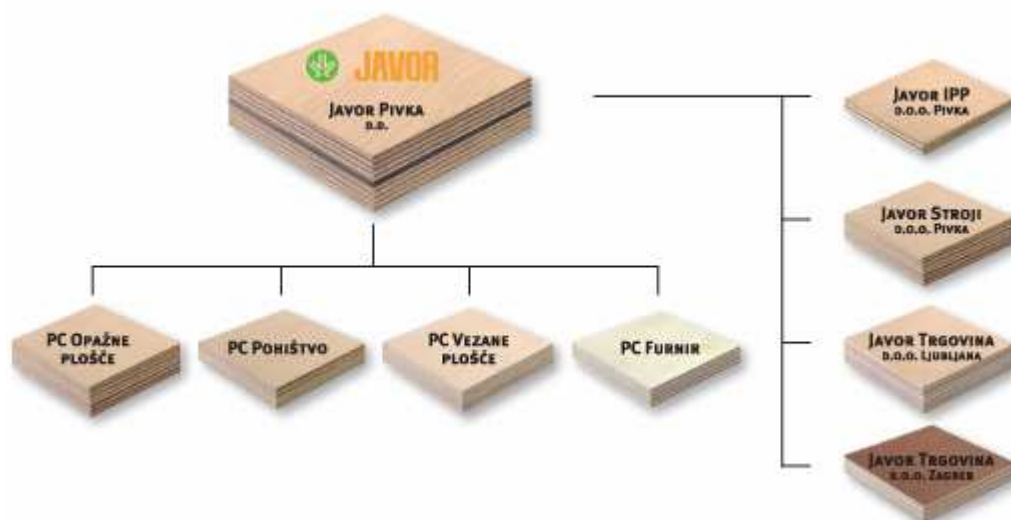 JAVOR
JAVOR PIVKA
D.D.
JAVOR IPP
D.O.O. PIVKA
JAVOR STROJI
D.O.O. PIVKA
PC OPAŽNE
PLOŠČE
PC POHIŠTVO
PC VEZANE
PLOŠČE
PC FURNIR
JAVOR TRGOVINA
D.O.O. LJUBLJANA
JAVOR TRGOVINA
D.O.O. ZAGREB